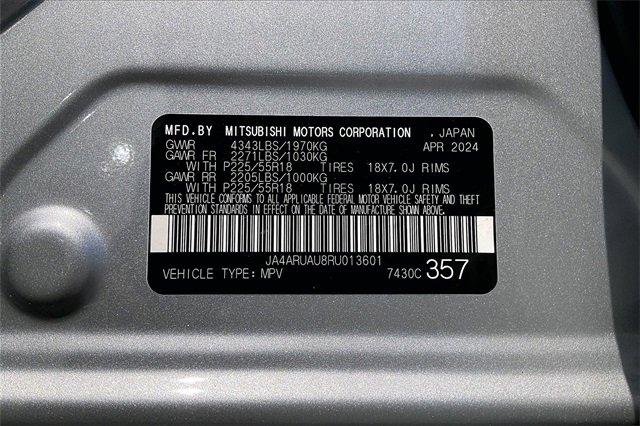 MFD.BY MITSUBISHI MOTORS CORPORATION , JAPAN
GWWR 4343LBS/1970KG APR 2024
GAWR FR 2271LBS/1030KG
WITH P225/55R18 TIRES 18X7.0J RIMS
GAWR RR 2205LBS/1000KG
WITH P225/55R18 TIRES 18X7.0J RIMS
THIS VEHICLE CONFORMS TO ALL APPLICABLE FEDERAL MOTOR VEHICLE SAFETY AND THEFT
PREVENTION STANDARDS IN EFFECT ON THE DATE OF MANUFACTURE SHOWN ABOVE.
JA4ARUAU8RU013601
VEHICLE TYPE: MPV 7430C 357